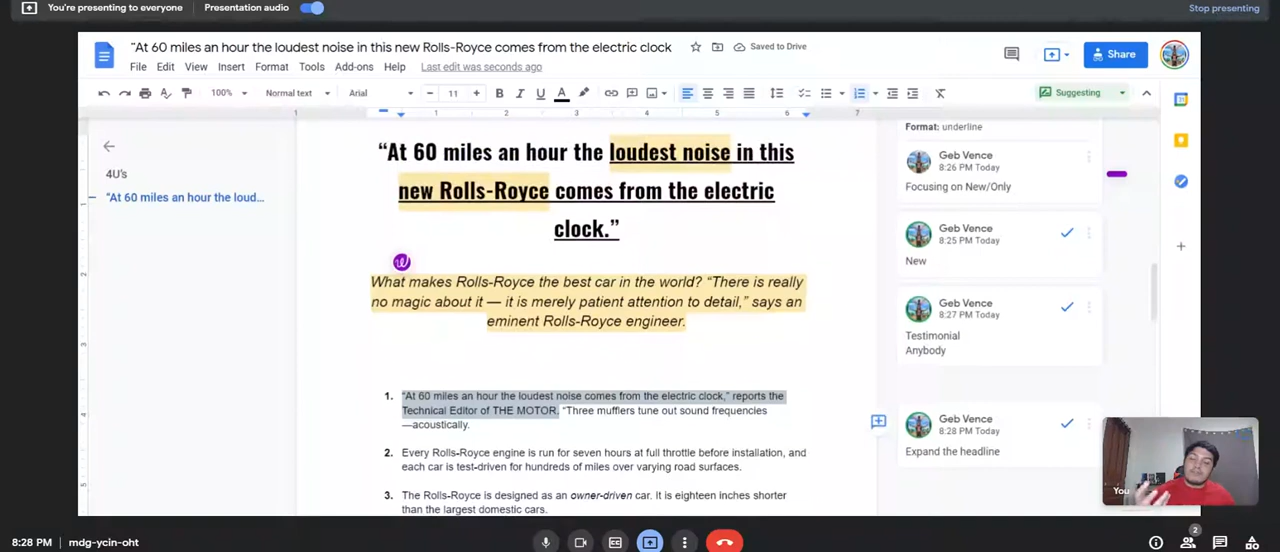 You're presenting to everyone
Presentation audio
Stop presenting
“At 60 miles an hour the loudest noise in this new Rolls-Royce comes from the electric clock
Saved to Drive
File Edit View Insert Format Tools Add-ons Help Last edit was seconds ago
Share
100% Normal text Arial 11 Suggesting
1 1 2 3 4 5 6 7
4U's
“At 60 miles an hour the loud...
“At 60 miles an hour the loudest noise in this
new Rolls-Royce comes from the electric
clock.”
What makes Rolls-Royce the best car in the world? “There is really
no magic about it — it is merely patient attention to detail,” says an
eminent Rolls-Royce engineer.
1. “At 60 miles an hour the loudest noise comes from the electric clock,” reports the
Technical Editor of THE MOTOR. “Three mufflers tune out sound frequencies
—acoustically.
2. Every Rolls-Royce engine is run for seven hours at full throttle before installation, and
each car is test-driven for hundreds of miles over varying road surfaces.
3. The Rolls-Royce is designed as an owner-driven car. It is eighteen inches shorter
than the largest domestic cars.
Format: underline
Geb Vence
8:26 PM Today
Focusing on New/Only
Geb Vence
8:25 PM Today
New
Geb Vence
8:27 PM Today
Testimonial
Anybody
Geb Vence
8:28 PM Today
Expand the headline
You
8:28 PM | mdg-ycin-oht
2